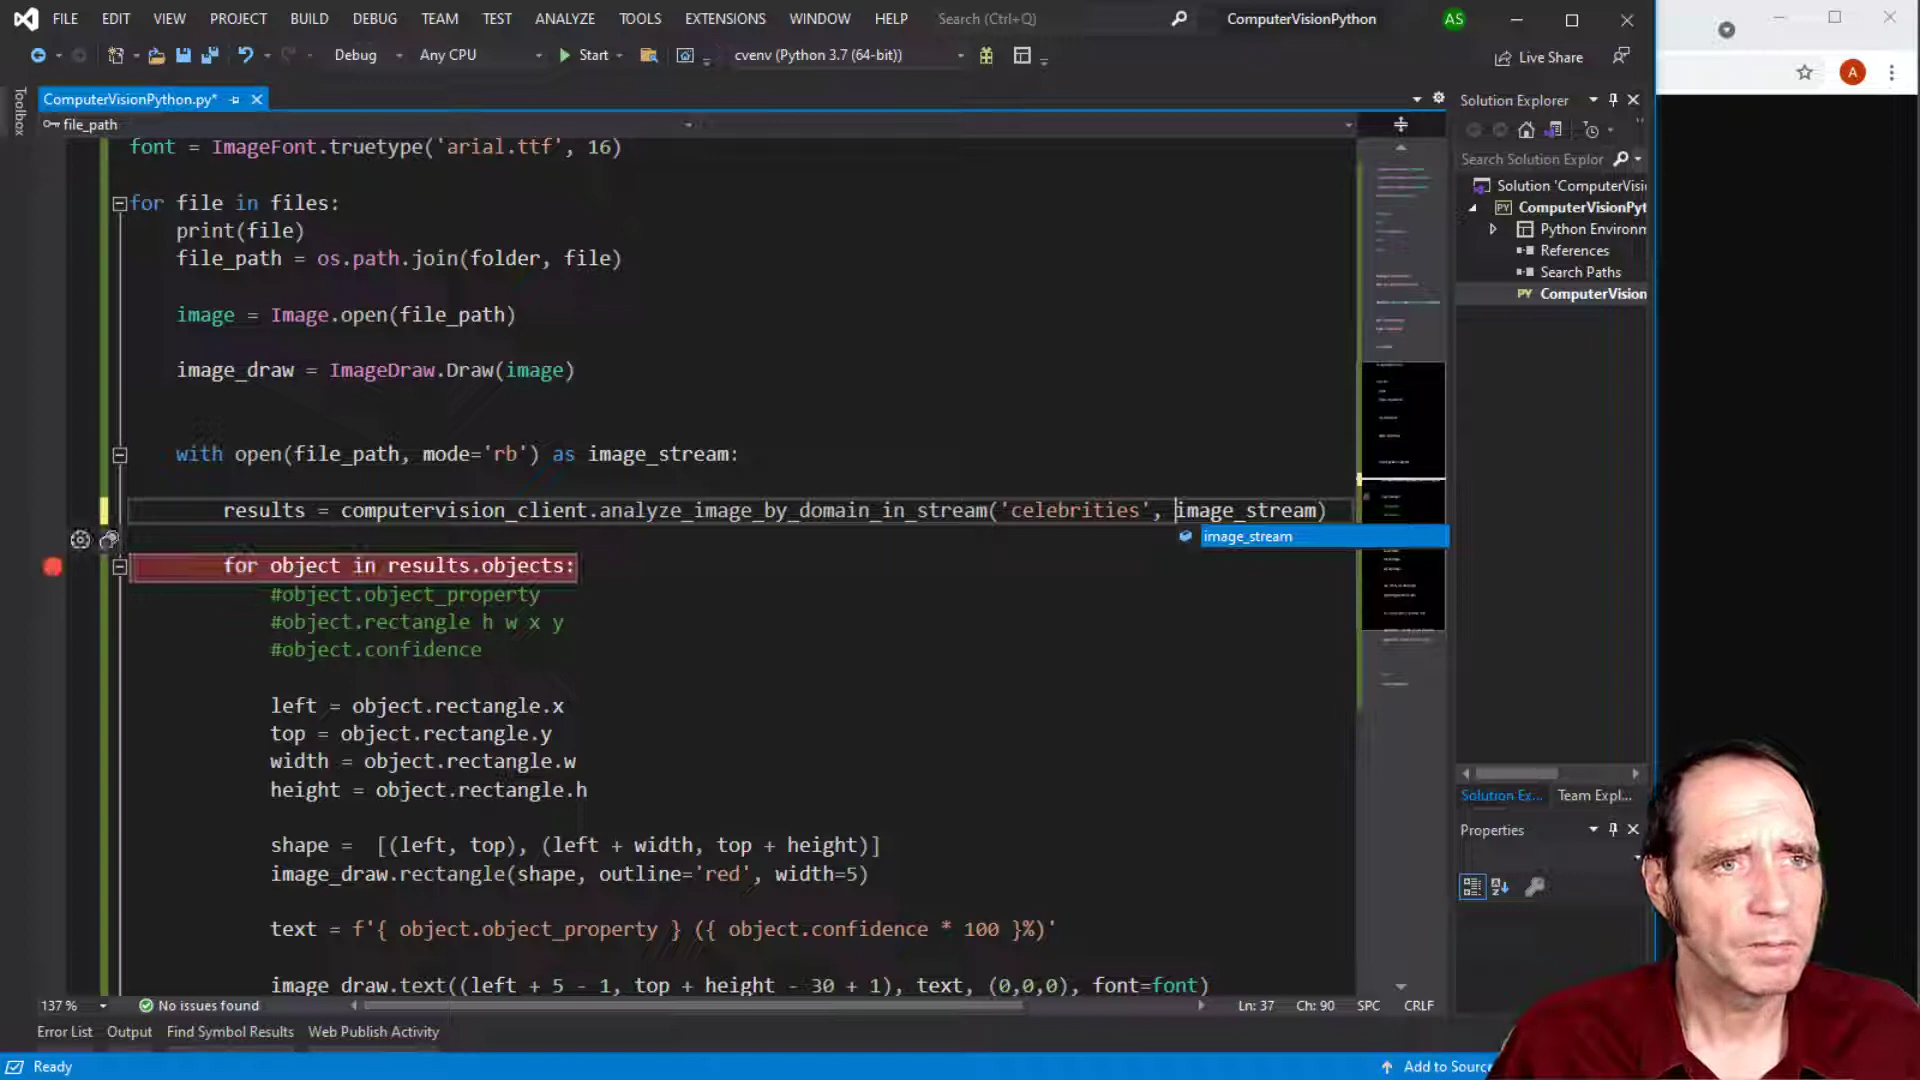 FILE EDIT VIEW PROJECT BUILD DEBUG TEAM TEST ANALYZE TOOLS EXTENSIONS WINDOW HELP Search (Ctrl+Q) ComputerVisionPython AS
Debug Any CPU Start cvenv (Python 3.7 (64-bit)) Live Share A
Toolbox
ComputerVisionPython.py*
file_path
font = ImageFont.truetype('arial.ttf', 16)
for file in files:
print(file)
file_path = os.path.join(folder, file)
image = Image.open(file_path)
image_draw = ImageDraw.Draw(image)
with open(file_path, mode='rb') as image_stream:
results = computervision_client.analyze_image_by_domain_in_stream('celebrities', image_stream)
image_stream
for object in results.objects:
#object.object_property
#object.rectangle h w x y
#object.confidence
left = object.rectangle.x
top = object.rectangle.y
width = object.rectangle.w
height = object.rectangle.h
shape = [(left, top), (left + width, top + height)]
image_draw.rectangle(shape, outline='red', width=5)
text = f'{ object.object_property } ({ object.confidence * 100 }%)'
image_draw.text((left + 5 - 1, top + height - 30 + 1), text, (0,0,0), font=font)
137 % No issues found Ln: 37 Ch: 90 SPC CRLF
Error List Output Find Symbol Results Web Publish Activity
Ready Add to Sourc
Solution Explorer
Search Solution Explor
Solution 'ComputerVisi
ComputerVisionPyt
PY
Python Environm
References
Search Paths
PY ComputerVision
Solution Ex... Team Expl...
Properties